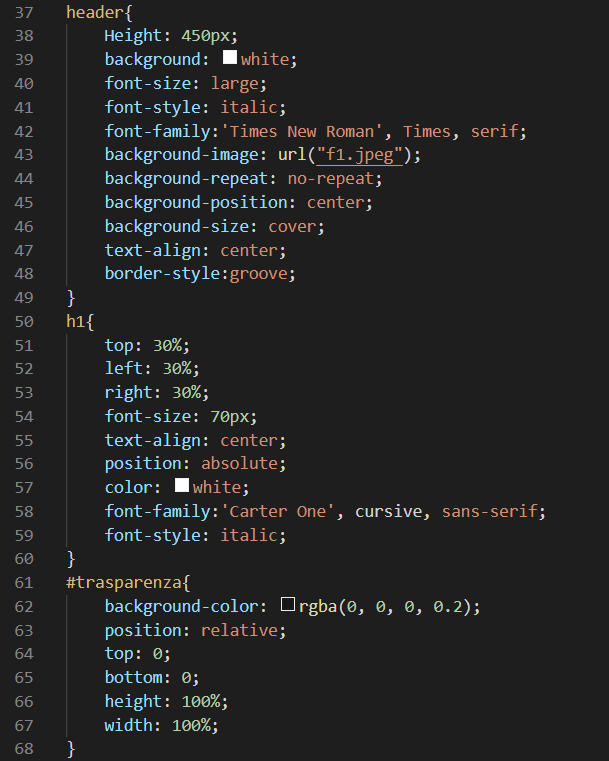 37 header{
38 Height: 450px;
39 background: white;
40 font-size: large;
41 font-style: italic;
42 font-family:'Times New Roman', Times, serif;
43 background-image: url("f1.jpeg");
44 background-repeat: no-repeat;
45 background-position: center;
46 background-size: cover;
47 text-align: center;
48 border-style:groove;
49 }
50 h1{
51 top: 30%;
52 left: 30%;
53 right: 30%;
54 font-size: 70px;
55 text-align: center;
56 position: absolute;
57 color: white;
58 font-family:'Carter One', cursive, sans-serif;
59 font-style: italic;
60 }
61 #trasparenza{
62 background-color: rgba(0, 0, 0, 0.2);
63 position: relative;
64 top: 0;
65 bottom: 0;
66 height: 100%;
67 width: 100%;
68 }